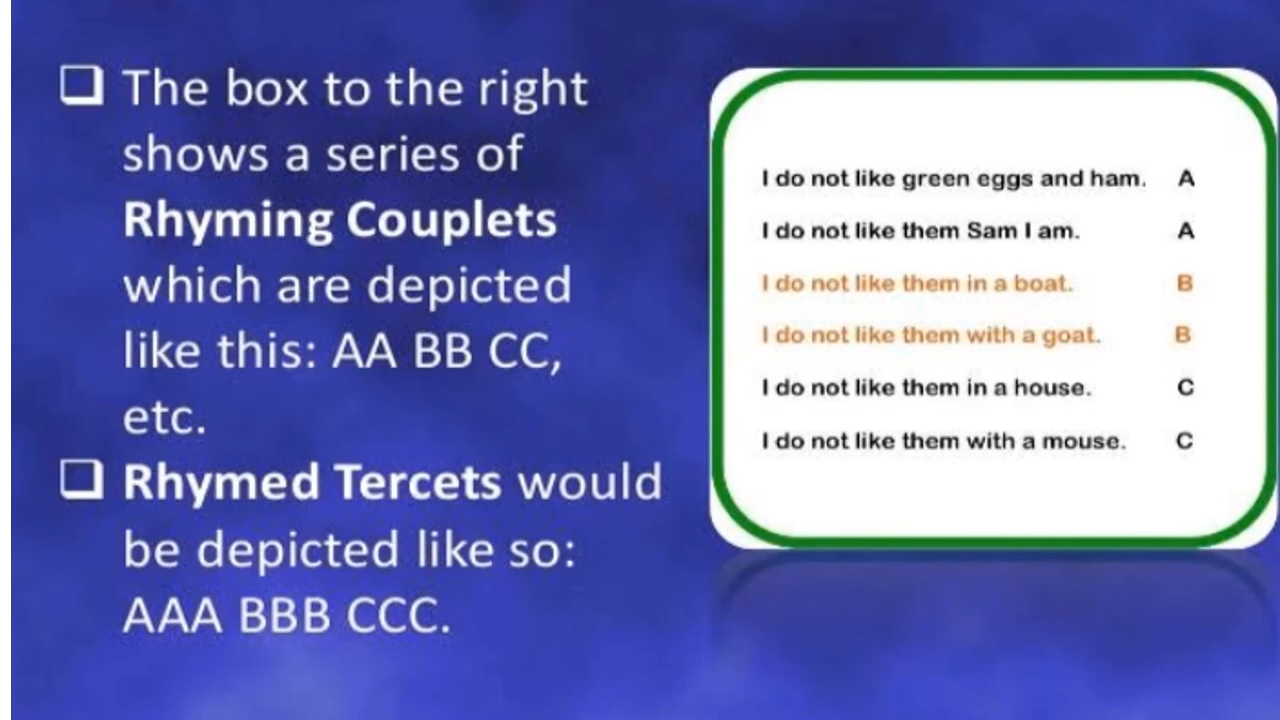 ❑ The box to the right
shows a series of
Rhyming Couplets
which are depicted
like this: AA BB CC,
etc.
❑ Rhymed Tercets would
be depicted like so:
AAA BBB CCC.
I do not like green eggs and ham. A
I do not like them Sam I am. A
I do not like them in a boat. B
I do not like them with a goat. B
I do not like them in a house. C
I do not like them with a mouse. C